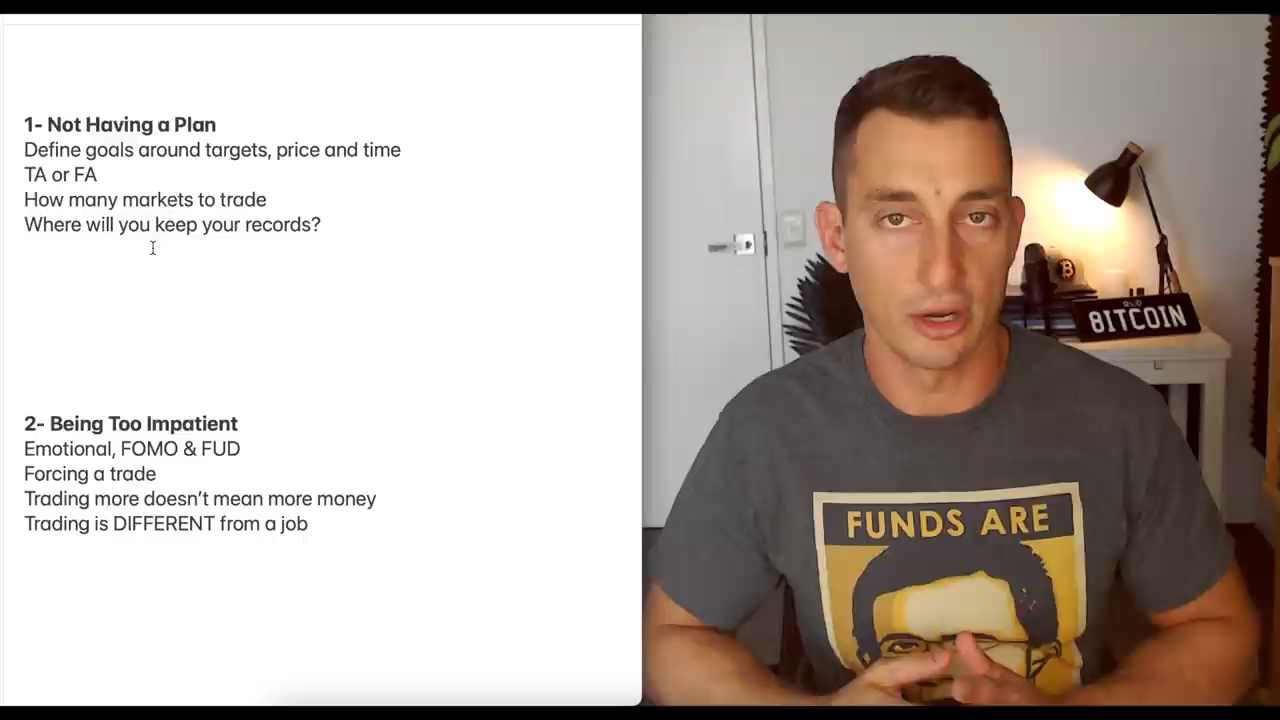 1- Not Having a Plan
Define goals around targets, price and time
TA or FA
How many markets to trade
Where will you keep your records?
2- Being Too Impatient
Emotional, FOMO & FUD
Forcing a trade
Trading more doesn’t mean more money
Trading is DIFFERENT from a job
QLD
8ITCOIN
FUNDS ARE